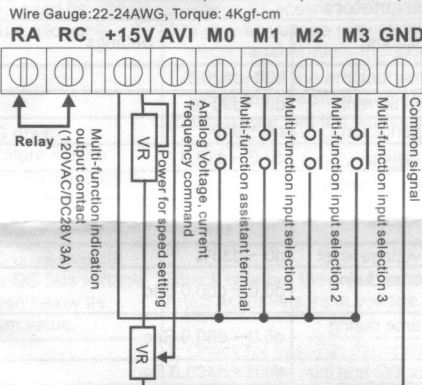 Wire Gauge:22-24AWG, Torque: 4Kgf-cm
RA RC +15V AVI M0 M1 M2 M3 GND
Relay
Multi-function indication
output contact
(120VAC/DC28V 3A)
VR
Power for speed setting
Analog Voltage, current
frequency command
Multi-function assistant terminal
Multi-function input selection 1
Multi-function input selection 2
Multi-function input selection 3
Common signal
VR